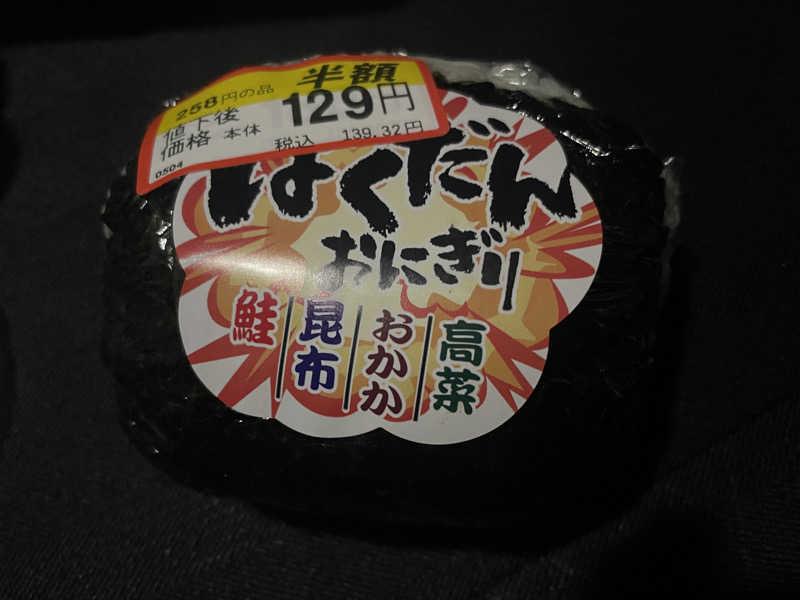 半額
258円の品
129円
値下後
価格 本体
税込 139.32円
0504
ばくだん
おにぎり
鮭
昆布
おかか
高菜